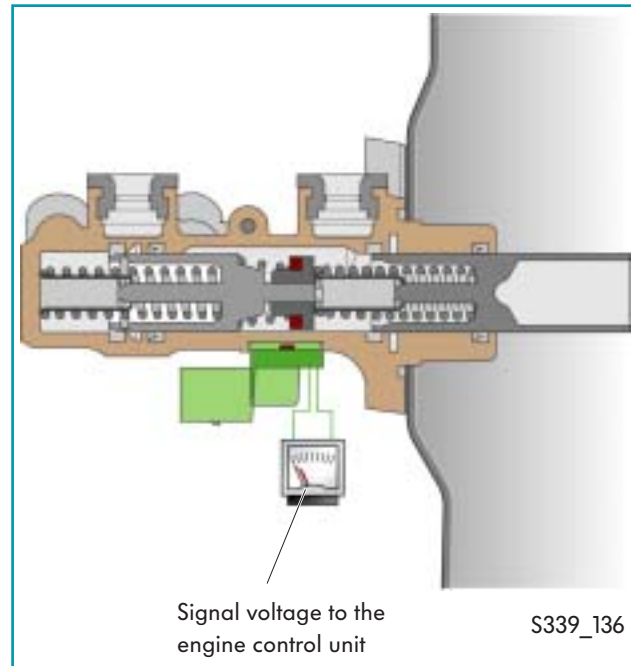 Signal voltage to the
engine control unit
S339_136